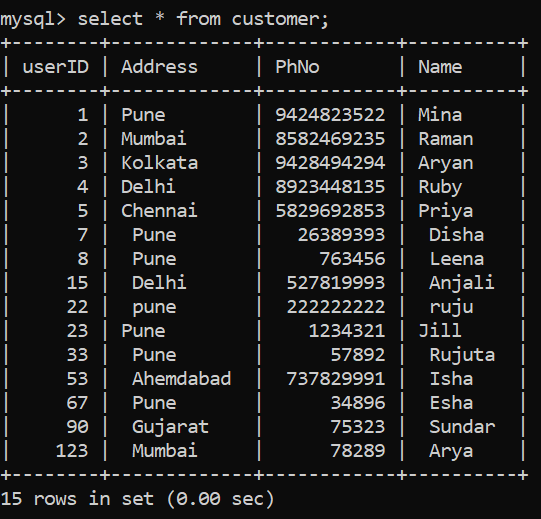 mysql> select * from customer;
+--------+-------------+------------+----------+
| userID | Address     | PhNo       | Name     |
+--------+-------------+------------+----------+
|      1 | Pune        | 9424823522 | Mina     |
|      2 | Mumbai      | 8582469235 | Raman    |
|      3 | Kolkata     | 9428494294 | Aryan    |
|      4 | Delhi       | 8923448135 | Ruby     |
|      5 | Chennai     | 5829692853 | Priya    |
|      7 |  Pune       |   26389393 |  Disha   |
|      8 |  Pune       |     763456 |  Leena   |
|     15 |  Delhi      |  527819993 |  Anjali  |
|     22 |  pune       |  222222222 |  ruju    |
|     23 | Pune        |    1234321 | Jill     |
|     33 |  Pune       |      57892 |  Rujuta  |
|     53 |  Ahemdabad  |  737829991 |  Isha    |
|     67 |  Pune       |      34896 |  Esha    |
|     90 |  Gujarat    |      75323 |  Sundar  |
|    123 |  Mumbai     |      78289 |  Arya    |
+--------+-------------+------------+----------+
15 rows in set (0.00 sec)